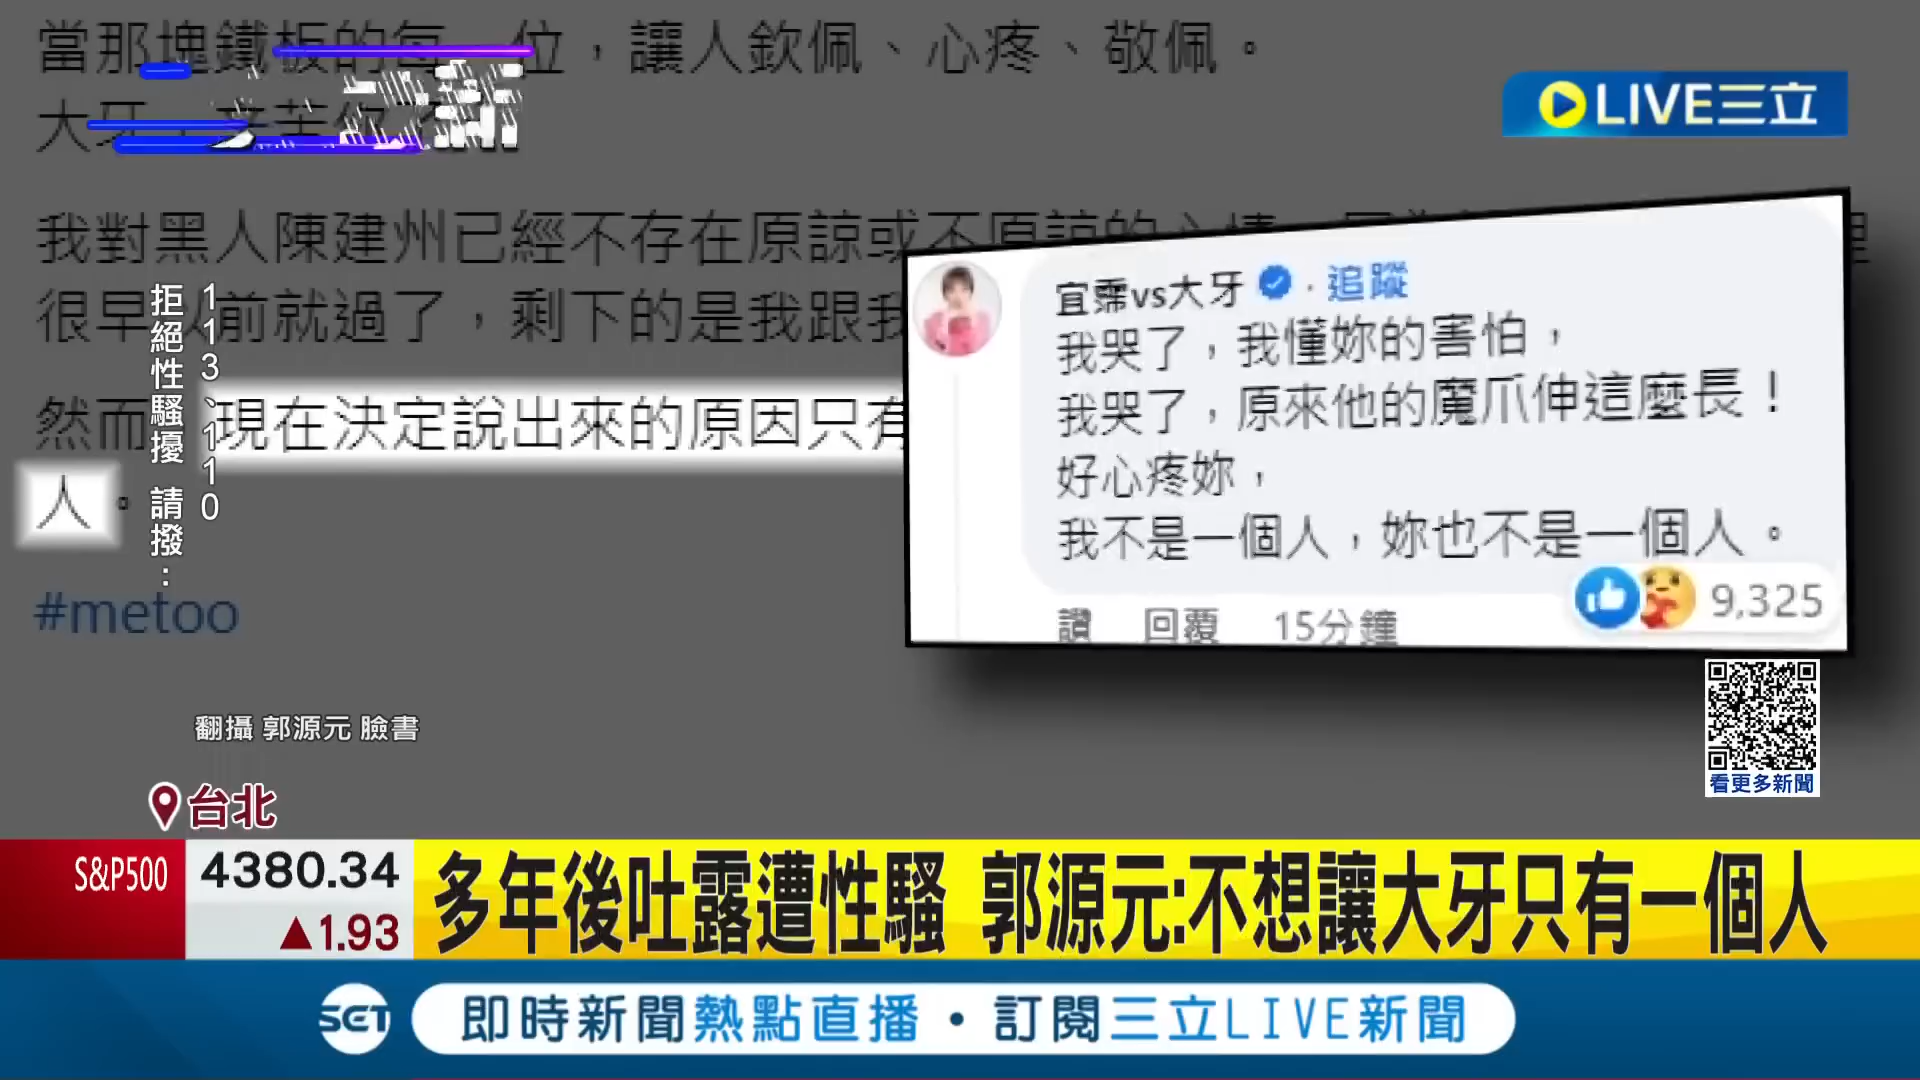 當那塊鐵板的每一位，讓人欽佩、心疼、敬佩。
大牙，辛苦你了
LIVE三立
我對黑人陳建州已經不存在原諒或不原諒的心情
很早以前就過了，剩下的是我跟我
然而 現在決定說出來的原因只有
人。
#metoo
拒絕性騷擾 請撥：
113、110
宜霈vs大牙 · 追蹤
我哭了，我懂妳的害怕，
我哭了，原來他的魔爪伸這麼長！
好心疼妳，
我不是一個人，妳也不是一個人。
讚 回覆 15分鐘
9,325
看更多新聞
翻攝 郭源元 臉書
台北
S&P500
4380.34
▲1.93
多年後吐露遭性騷 郭源元:不想讓大牙只有一個人
SET
即時新聞熱點直播・訂閱三立LIVE新聞